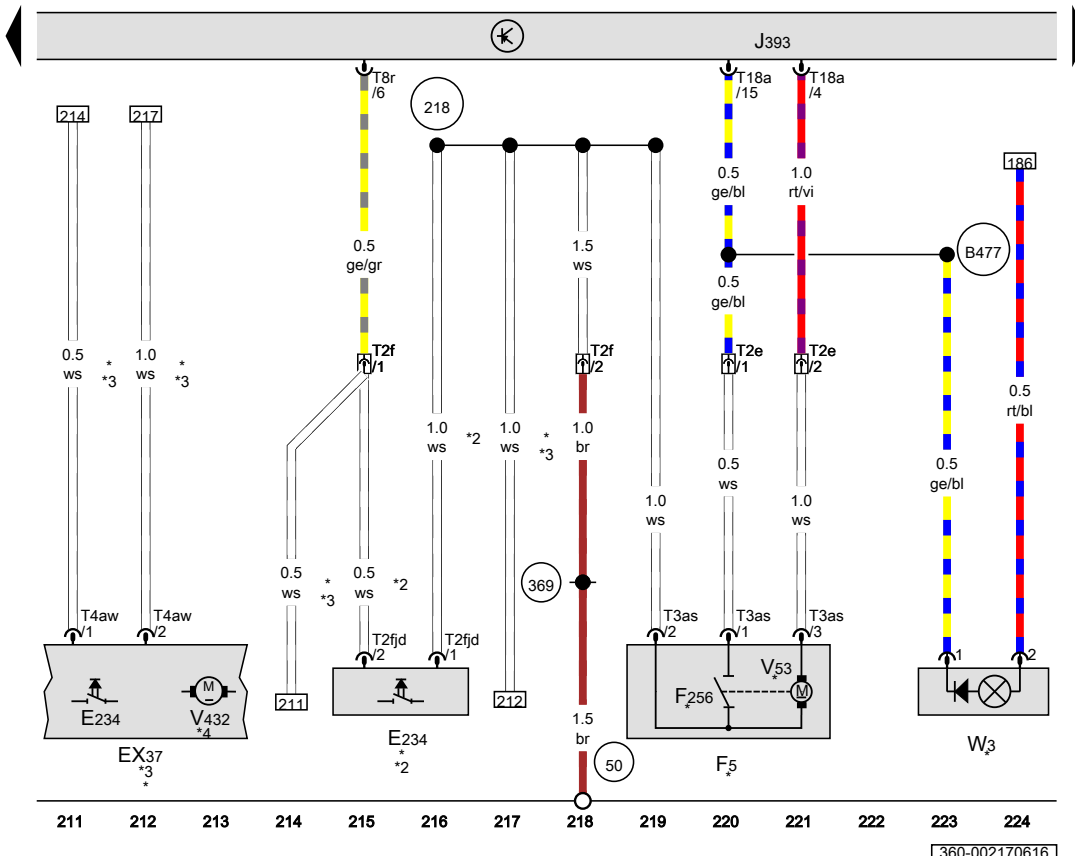 J393
T8r
/6
T18a
/15
T18a
/4
218
214
217
186
0.5
ge/bl
1.0
rt/vi
0.5
ge/gr
1.5
ws
B477
0.5
ge/bl
0.5
ws
*
*3
1.0
ws
*
*3
T2f
/1
T2f
/2
T2e
/1
T2e
/2
0.5
rt/bl
1.0
ws
*2
1.0
ws
*
*3
1.0
br
0.5
ws
0.5
ge/bl
1.0
ws
1.0
ws
0.5
ws
*
*3
0.5
ws
*2
369
T4aw
/1
T4aw
/2
T2fjd
/2
T2fjd
/1
T3as
/2
T3as
/1
T3as
/3
1
2
E234
M
V432
*4
211
212
F256
*
V53
*
M
1.5
br
50
EX37
*3
*
E234
*
*2
F5
*
W3
*
211 212 213 214 215 216 217 218 219 220 221 222 223 224
360-002170616